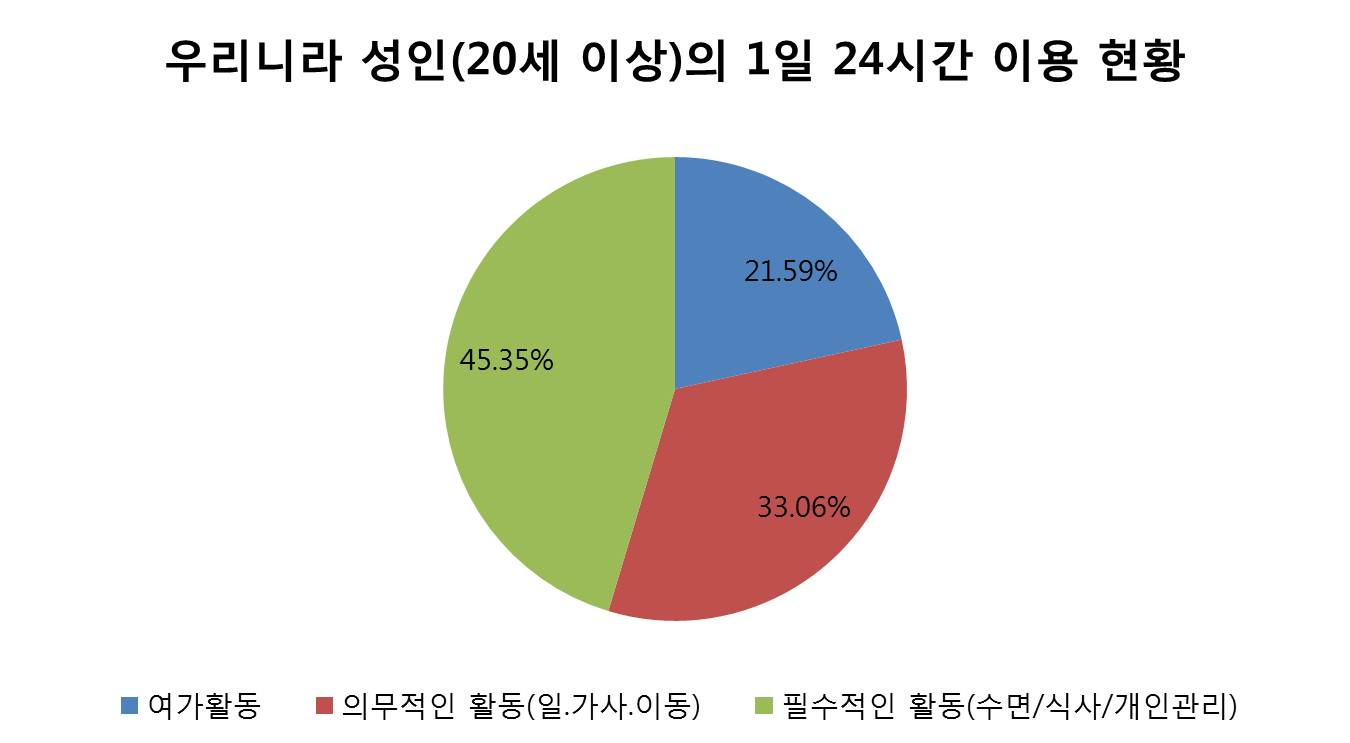 우리니라 성인(20세 이상)의 1일 24시간 이용 현황
21.59%
45.35%
33.06%
여가활동 의무적인 활동(일.가사.이동) 필수적인 활동(수면/식사/개인관리)